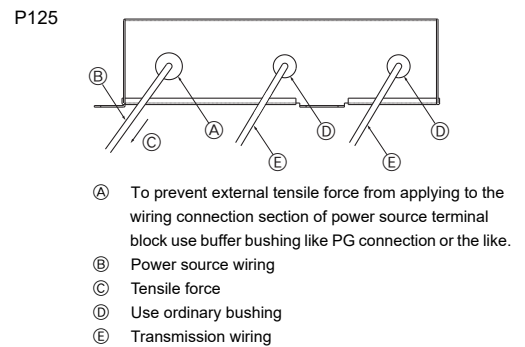 P125
Ⓑ
Ⓒ
Ⓐ
Ⓓ
Ⓓ
Ⓔ
Ⓔ
Ⓐ To prevent external tensile force from applying to the
wiring connection section of power source terminal
block use buffer bushing like PG connection or the like.
Ⓑ Power source wiring
Ⓒ Tensile force
Ⓓ Use ordinary bushing
Ⓔ Transmission wiring